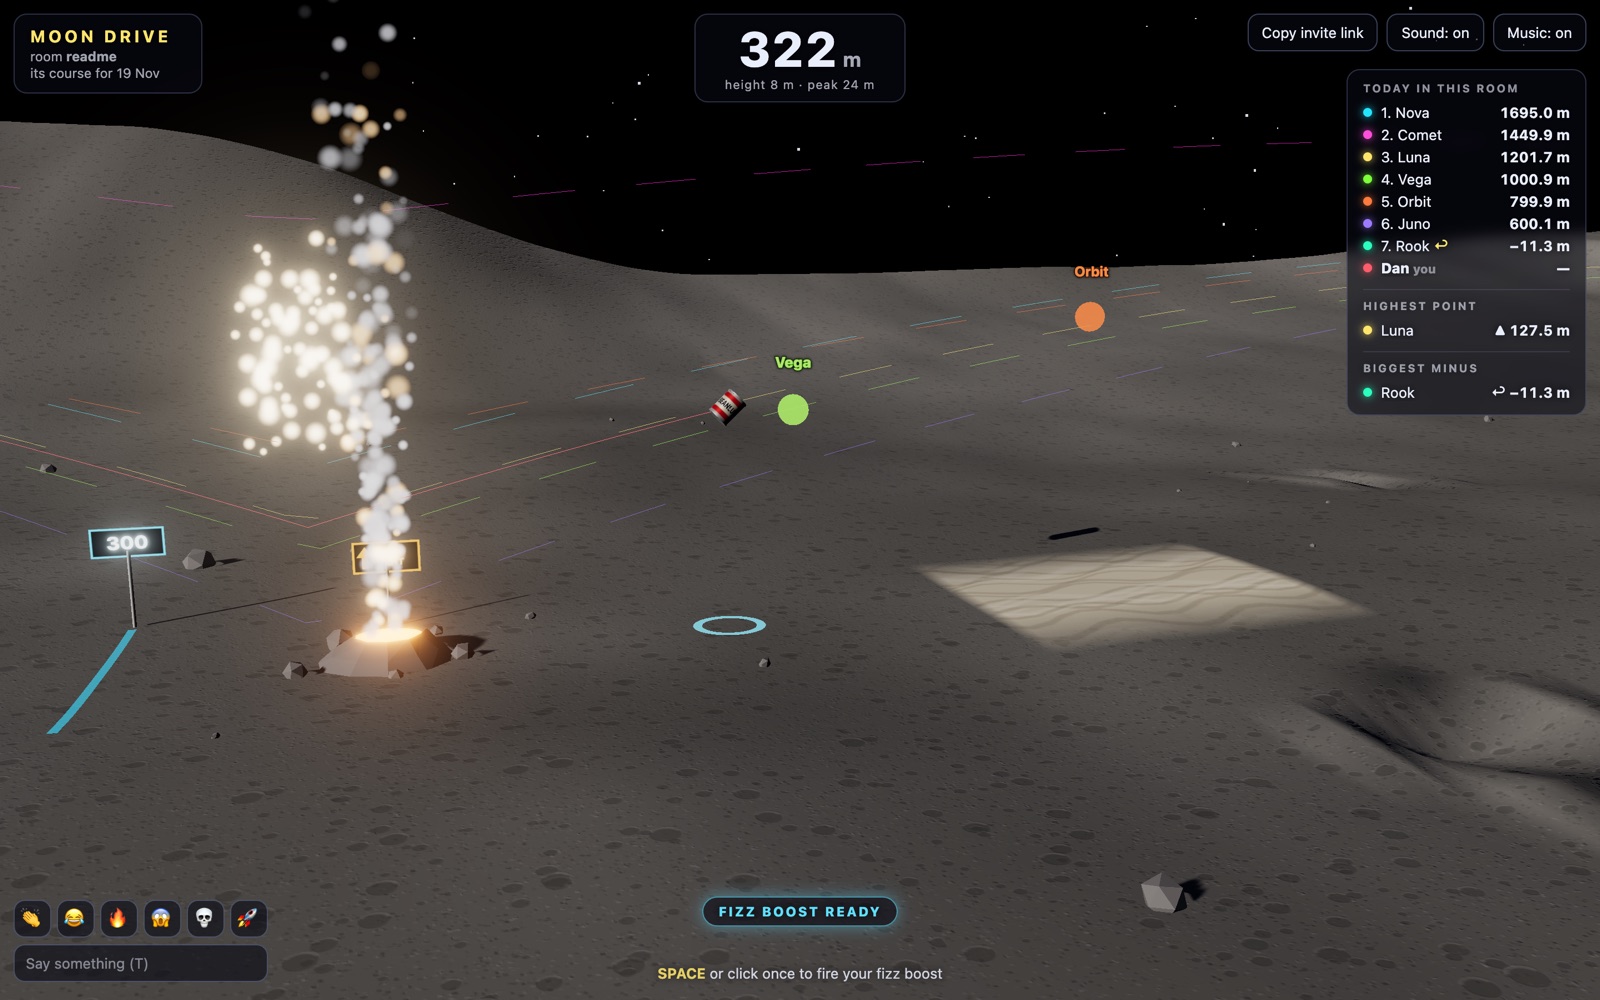 MOON DRIVE
room readme
its course for 19 Nov
322 m
height 8 m · peak 24 m
Copy invite link
Sound: on
Music: on
TODAY IN THIS ROOM
1. Nova 1695.0 m
2. Comet 1449.9 m
3. Luna 1201.7 m
4. Vega 1000.9 m
5. Orbit 799.9 m
6. Juno 600.1 m
7. Rook ↩ −11.3 m
Dan you —
HIGHEST POINT
Luna ▲ 127.5 m
BIGGEST MINUS
Rook ↩ −11.3 m
Orbit
Vega
300
FIZZ BOOST READY
Say something (T)
SPACE or click once to fire your fizz boost